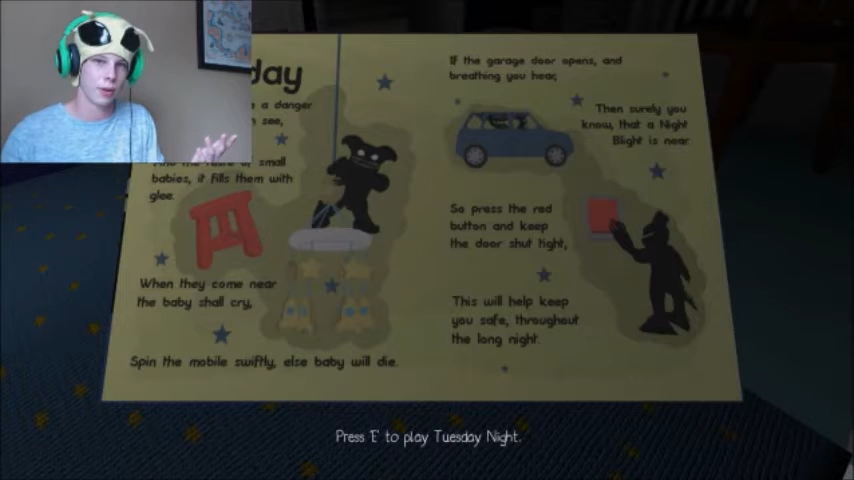 day
a danger
see,
small
babies, it fills them with
glee.
When they come near
the baby shall cry,
Spin the mobile swiftly, else baby will die.
If the garage door opens, and
breathing you hear,
Then surely you
know, that a Night
Blight is near.
So press the red
button and keep
the door shut tight,
This will help keep
you safe, throughout
the long night.
Press 'E' to play Tuesday Night.